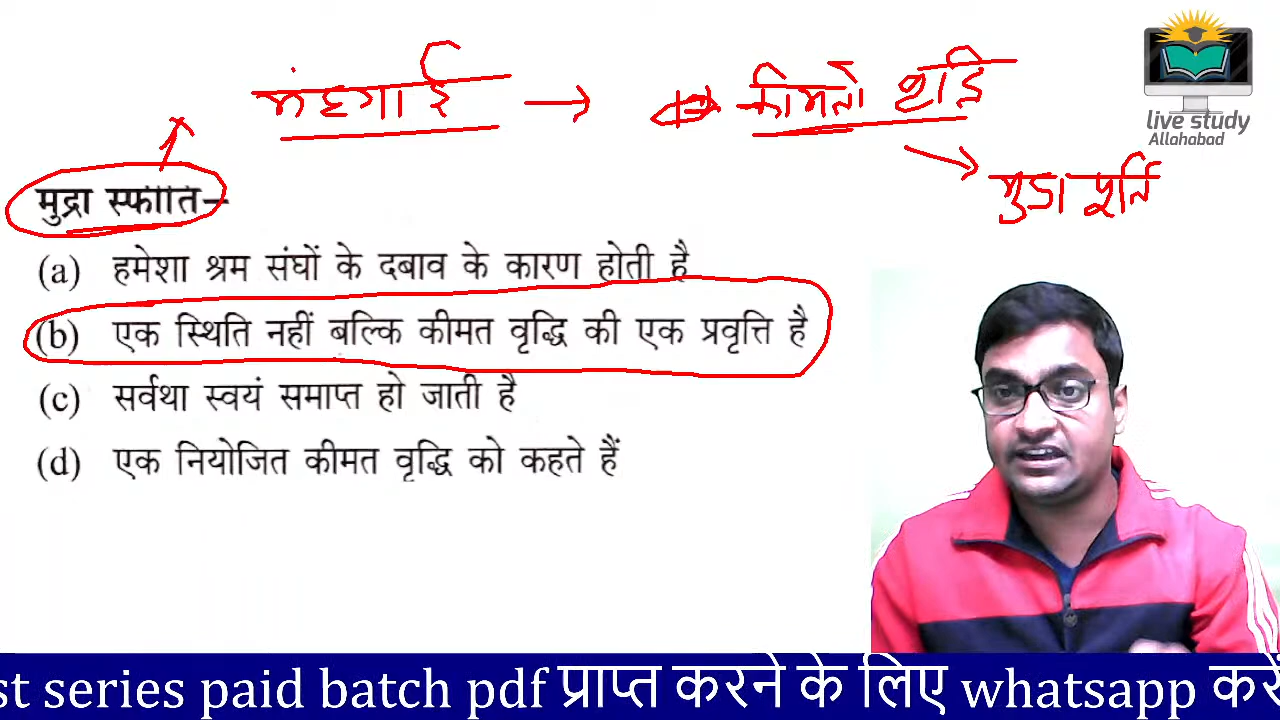 मंहगाई → कीमतो वृद्धि
live study
Allahabad
मुद्रा पूर्ति
मुद्रा स्फीति–
(a) हमेशा श्रम संघों के दबाव के कारण होती है
(b) एक स्थिति नहीं बल्कि कीमत वृद्धि की एक प्रवृत्ति है
(c) सर्वथा स्वयं समाप्त हो जाती है
(d) एक नियोजित कीमत वृद्धि को कहते हैं
st series paid batch pdf प्राप्त करने के लिए whatsapp करें